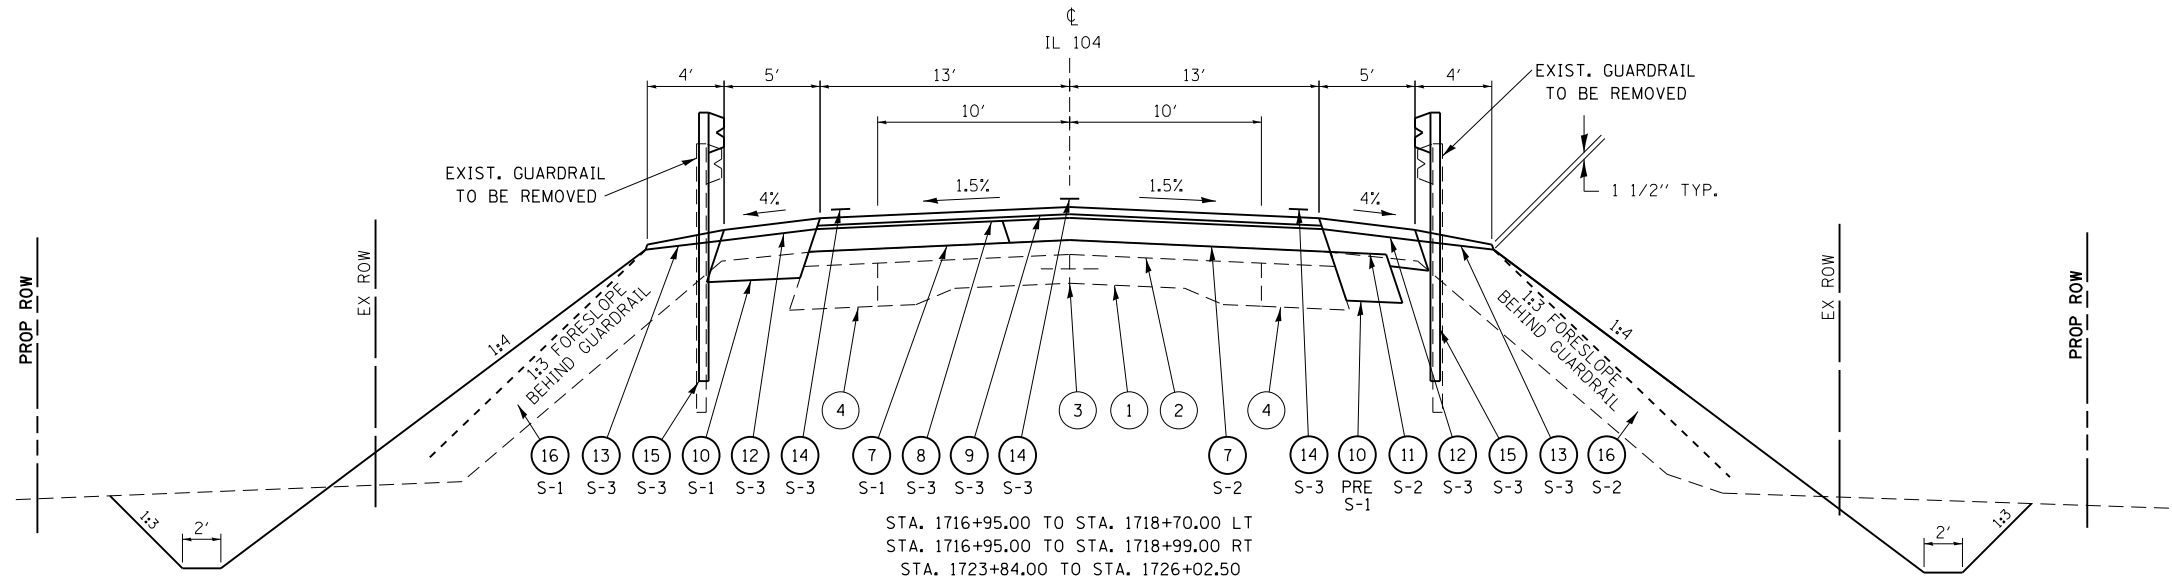 ℄
IL 104
4' 5' 13' 13' 5' 4'
10' 10'
EXIST. GUARDRAIL
TO BE REMOVED
EXIST. GUARDRAIL
TO BE REMOVED
1 1/2" TYP.
4% 1.5% 1.5% 4%
PROP ROW
EX ROW
EX ROW
PROP ROW
1:4
1:3 FORESLOPE
BEHIND GUARDRAIL
1:3 FORESLOPE
BEHIND GUARDRAIL
1:4
4 3 1 2 4
16 13 15 10 12 14 7 8 9 14 7 14 10 11 12 15 13 16
S-1 S-3 S-3 S-1 S-3 S-3 S-1 S-3 S-3 S-3 S-2 S-3 PRE S-2 S-3 S-3 S-3 S-2
S-1
1:3
2'
2'
1:3
STA. 1716+95.00 TO STA. 1718+70.00 LT
STA. 1716+95.00 TO STA. 1718+99.00 RT
STA. 1723+84.00 TO STA. 1726+02.50